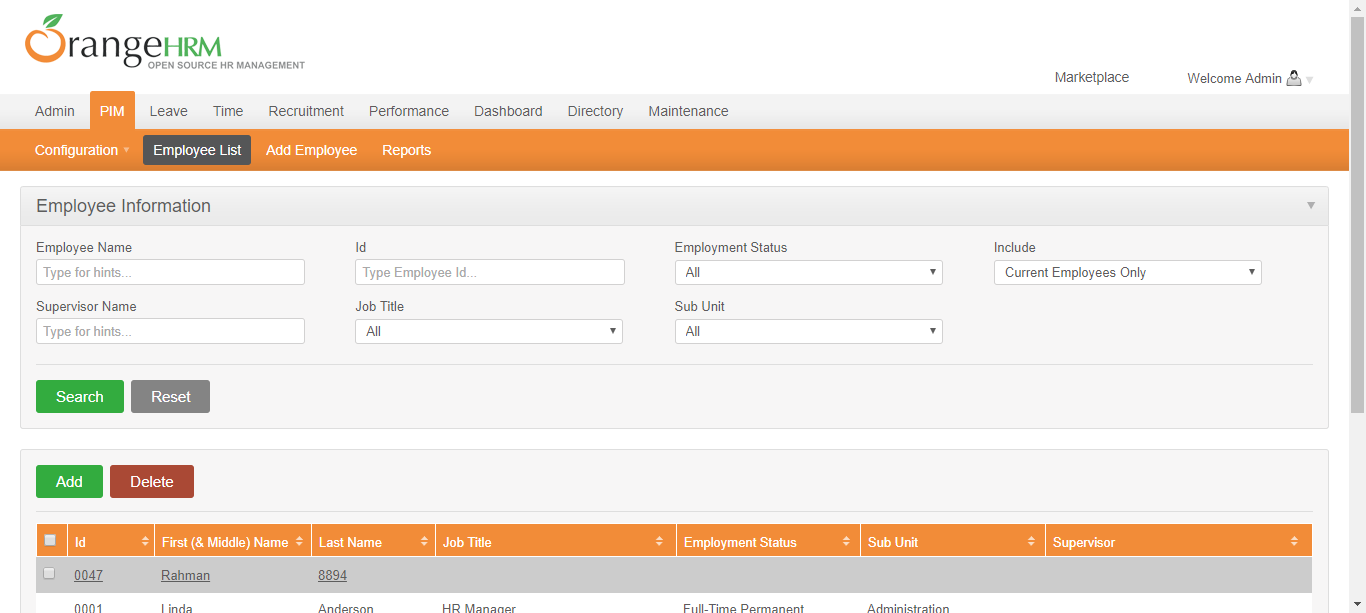 OrangeHRM
OPEN SOURCE HR MANAGEMENT
Marketplace Welcome Admin
Admin PIM Leave Time Recruitment Performance Dashboard Directory Maintenance
Configuration Employee List Add Employee Reports
Employee Information
Employee Name Id Employment Status Include
Type for hints... Type Employee Id... All Current Employees Only
Supervisor Name Job Title Sub Unit
Type for hints... All All
Search Reset
Add Delete
Id First (& Middle) Name Last Name Job Title Employment Status Sub Unit Supervisor
0047 Rahman 8894
0001 Linda Anderson HR Manager Full-Time Permanent Administration